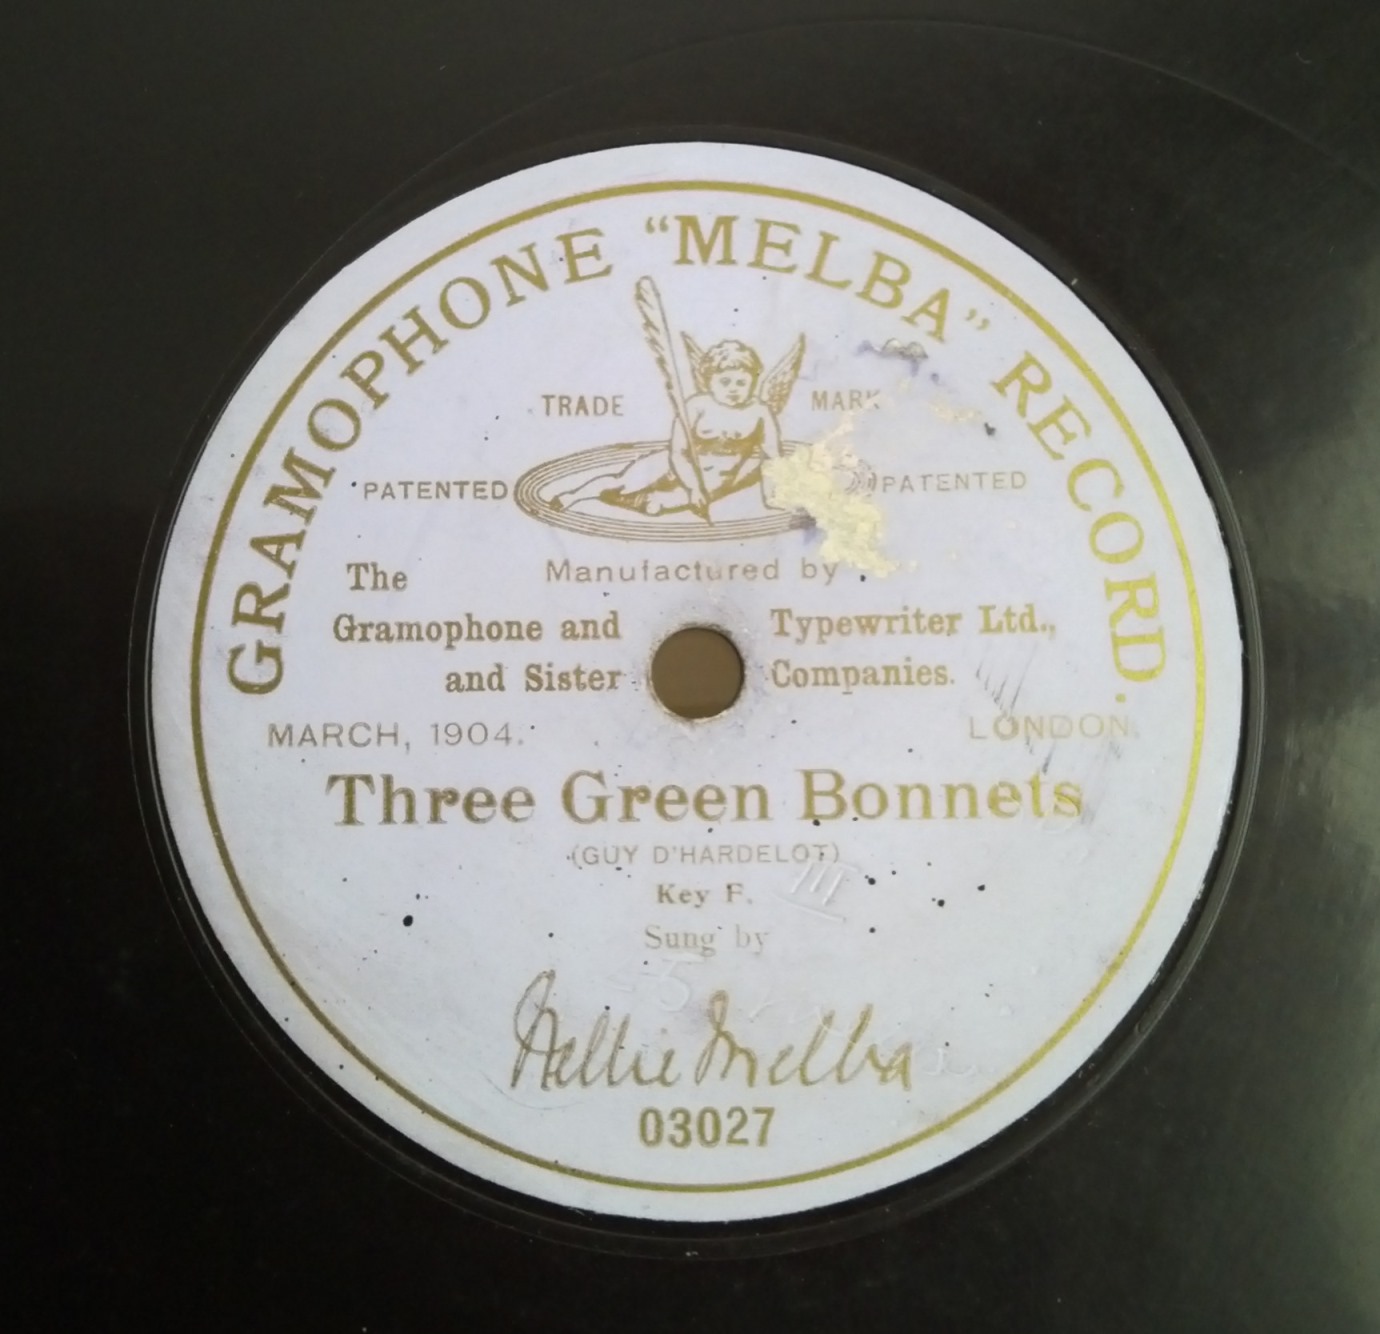 GRAMOPHONE “MELBA” RECORD.
TRADE MARK
PATENTED PATENTED
Manufactured by
The
Gramophone and Typewriter Ltd.,
and Sister Companies.
MARCH, 1904. LONDON.
Three Green Bonnets
(GUY D'HARDELOT)
Key F.
Sung by
Nellie Melba
03027
III